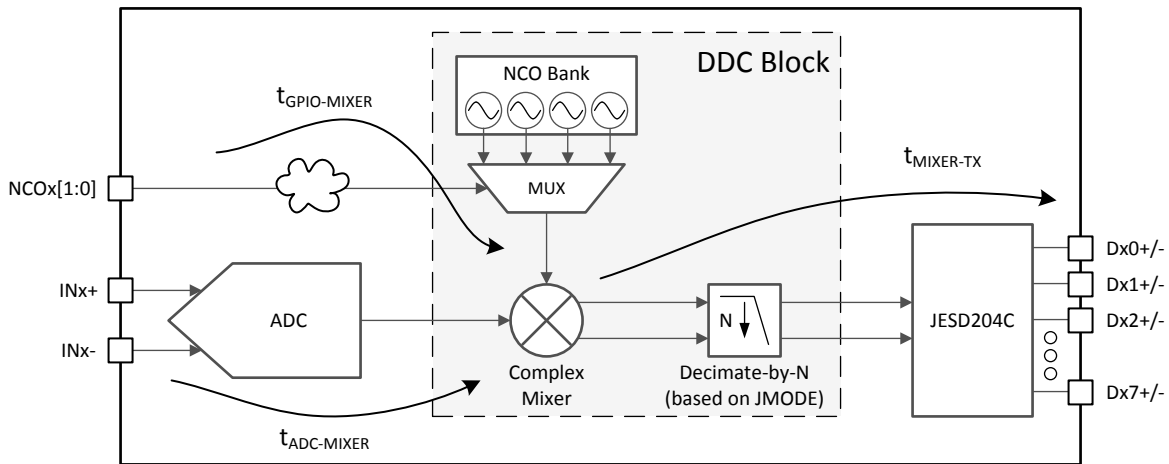 NCO Bank
DDC Block
tGPIO-MIXER
tMIXER-TX
NCOx[1:0]
MUX
Dx0+/-
INx+
Dx1+/-
ADC
N
JESD204C
Dx2+/-
INx-
Complex
Mixer
Decimate-by-N
(based on JMODE)
Dx7+/-
tADC-MIXER